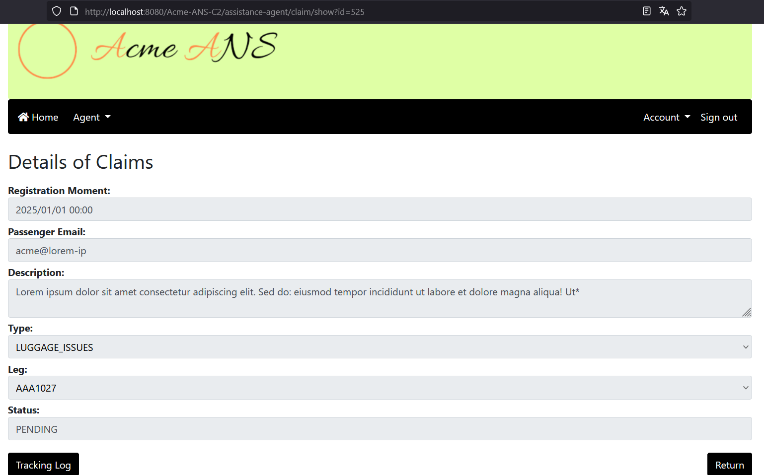 http://localhost:8080/Acme-ANS-C2/assistance-agent/claim/show?id=525
Acme ANS
Home Agent Account Sign out
Details of Claims
Registration Moment:
2025/01/01 00:00
Passenger Email:
acme@lorem-ip
Description:
Lorem ipsum dolor sit amet consectetur adipiscing elit. Sed do: eiusmod tempor incididunt ut labore et dolore magna aliqua! Ut*
Type:
LUGGAGE_ISSUES
Leg:
AAA1027
Status:
PENDING
Tracking Log Return